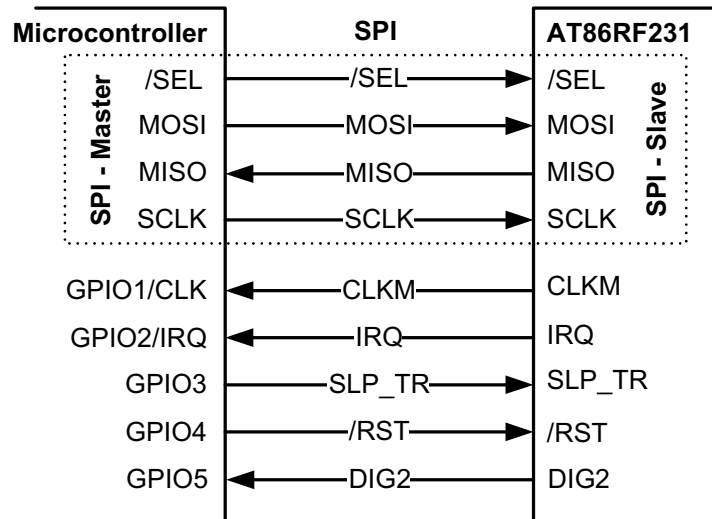 Microcontroller SPI AT86RF231
SPI - Master
SPI - Slave
/SEL /SEL /SEL
MOSI MOSI MOSI
MISO MISO MISO
SCLK SCLK SCLK
GPIO1/CLK CLKM CLKM
GPIO2/IRQ IRQ IRQ
GPIO3 SLP_TR SLP_TR
GPIO4 /RST /RST
GPIO5 DIG2 DIG2